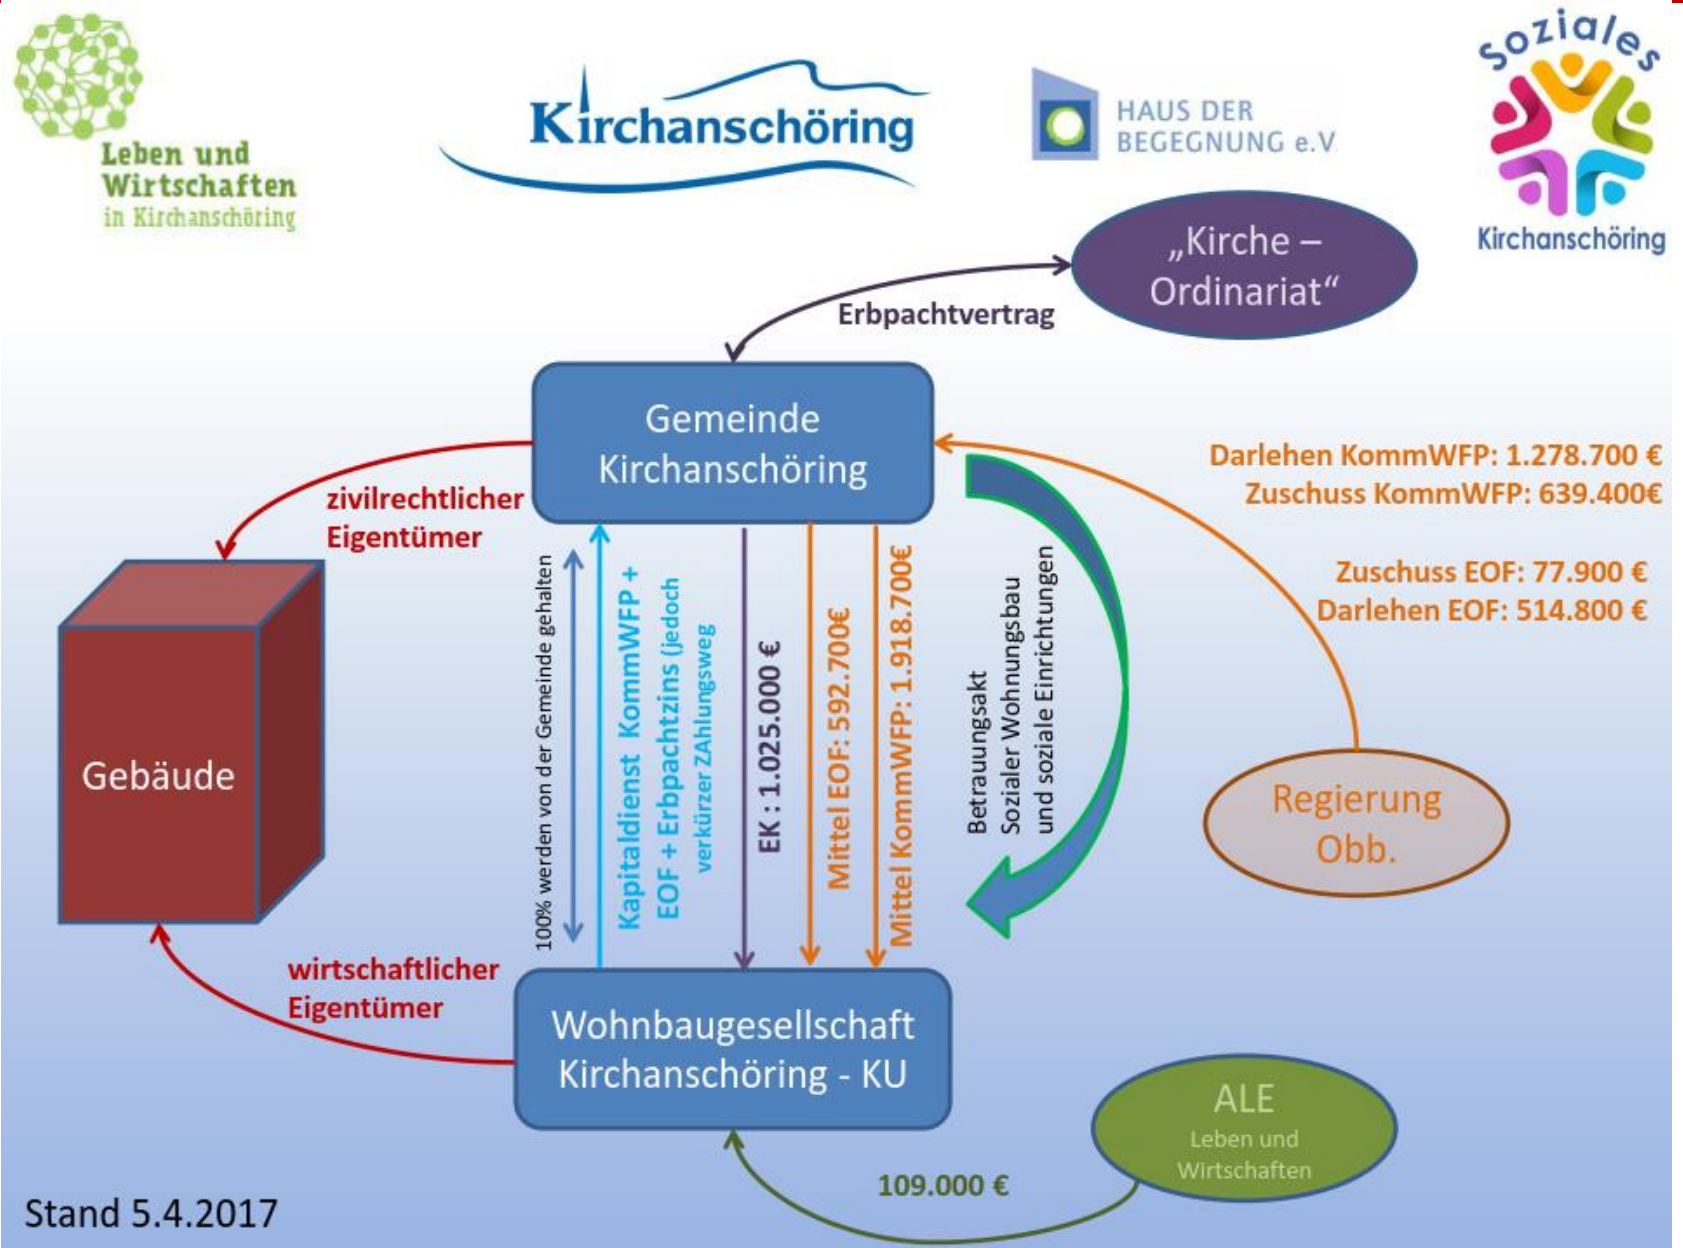 Leben und
Wirtschaften
in Kirchanschöring
Kirchanschöring
HAUS DER
BEGEGNUNG e.V
Soziales
Kirchanschöring
„Kirche –
Ordinariat“
Erbpachtvertrag
Gemeinde
Kirchanschöring
zivilrechtlicher
Eigentümer
Darlehen KommWFP: 1.278.700 €
Zuschuss KommWFP: 639.400€
Zuschuss EOF: 77.900 €
Darlehen EOF: 514.800 €
100% werden von der Gemeinde gehalten
Kapitaldienst KommWFP +
EOF + Erbpachtzins (jedoch
verkürzer ZAhlungsweg
EK : 1.025.000 €
Mittel EOF: 592.700€
Mittel KommWFP: 1.918.700€
Betrauungsakt
Sozialer Wohnungsbau
und soziale Einrichtungen
Gebäude
Regierung
Obb.
wirtschaftlicher
Eigentümer
Wohnbaugesellschaft
Kirchanschöring - KU
ALE
Leben und
Wirtschaften
109.000 €
Stand 5.4.2017